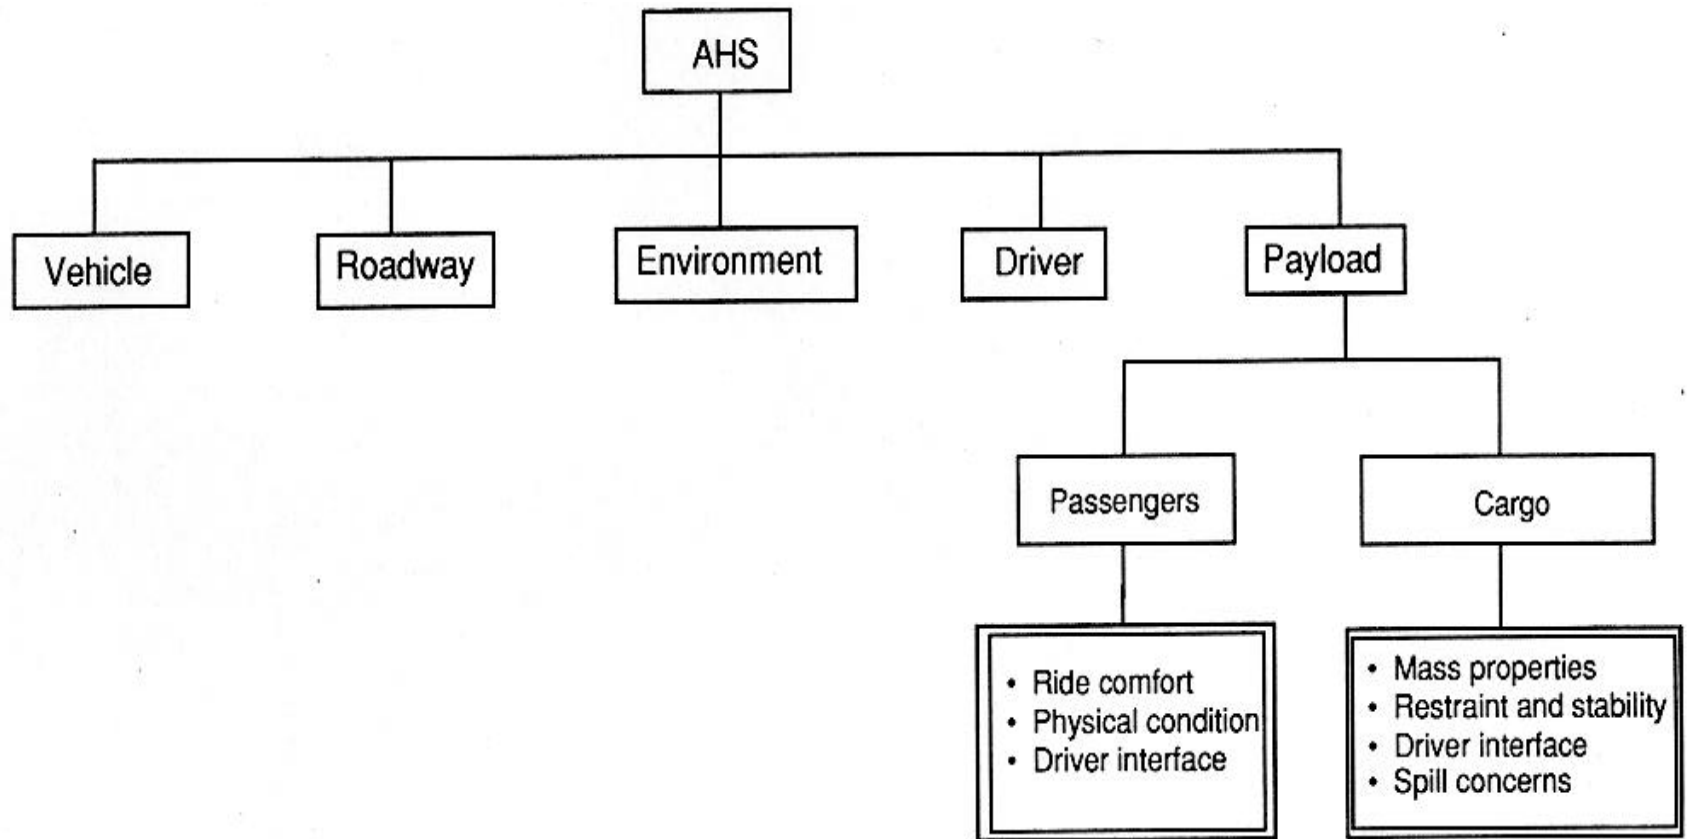 AHS
Vehicle
Roadway
Environment
Driver
Payload
Passengers
Cargo
• Ride comfort
• Physical condition
• Driver interface
• Mass properties
• Restraint and stability
• Driver interface
• Spill concerns